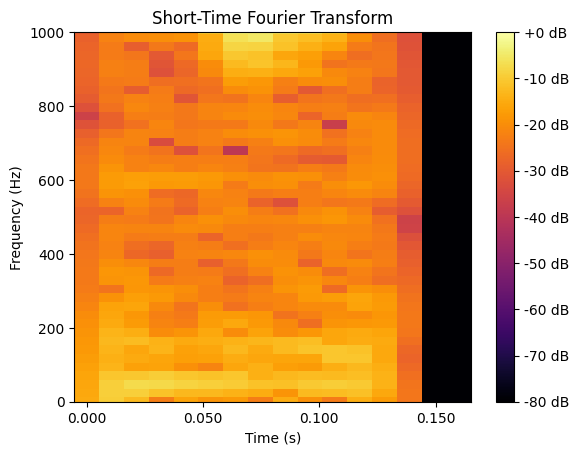 Short-Time Fourier Transform
1000
800
600
400
200
0
Frequency (Hz)
0.000
0.050
0.100
0.150
Time (s)
+0 dB
-10 dB
-20 dB
-30 dB
-40 dB
-50 dB
-60 dB
-70 dB
-80 dB